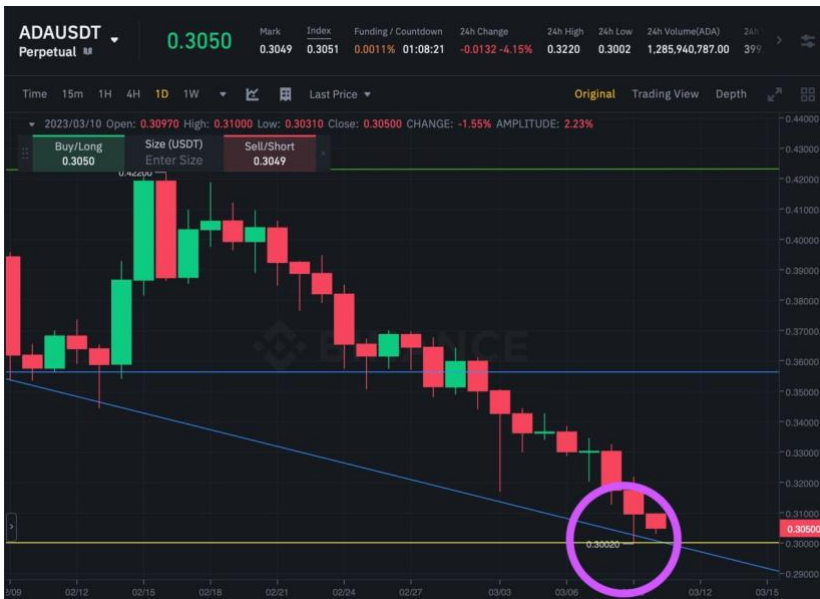 ADAUSDT
Perpetual
0.3050
Mark
0.3049
Index
0.3051
Funding / Countdown
0.0011% 01:08:21
24h Change
-0.0132 -4.15%
24h High
0.3220
24h Low
0.3002
24h Volume(ADA)
1,285,940,787.00
24h
399.
Time 15m 1H 4H 1D 1W Last Price Original Trading View Depth
2023/03/10 Open: 0.30970 High: 0.31000 Low: 0.30310 Close: 0.30500 CHANGE: -1.55% AMPLITUDE: 2.23%
Buy/Long
0.3050
Size (USDT)
Enter Size
Sell/Short
0.3049
0.42200
BINANCE
0.30020
0.44000
0.43000
0.42000
0.41000
0.40000
0.39000
0.38000
0.37000
0.36000
0.35000
0.34000
0.33000
0.32000
0.31000
0.30500
0.30000
0.29000
/09 02/12 02/15 02/18 02/21 02/24 02/27 03/03 03/06 03/12 03/15